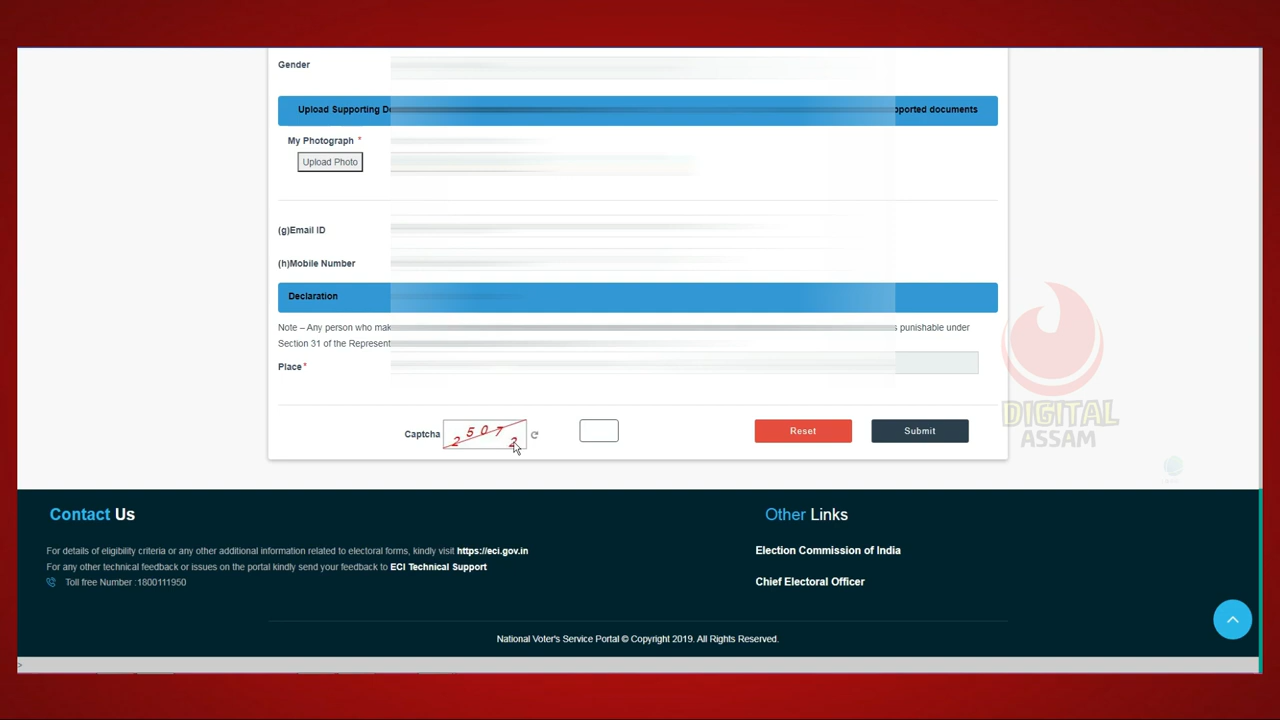 Gender
Upload Supporting
pported documents
My Photograph *
Upload Photo
(g)Email ID
(h)Mobile Number
Declaration
Note – Any person who mak
s punishable under
Section 31 of the Represent
Place *
Captcha
2 5 0 7 2
Reset
Submit
DIGITAL
ASSAM
Contact Us
Other Links
For details of eligibility criteria or any other additional information related to electoral forms, kindly visit https://eci.gov.in
For any other technical feedback or issues on the portal kindly send your feedback to ECI Technical Support
Toll free Number :1800111950
Election Commission of India
Chief Electoral Officer
National Voter's Service Portal © Copyright 2019. All Rights Reserved.
>